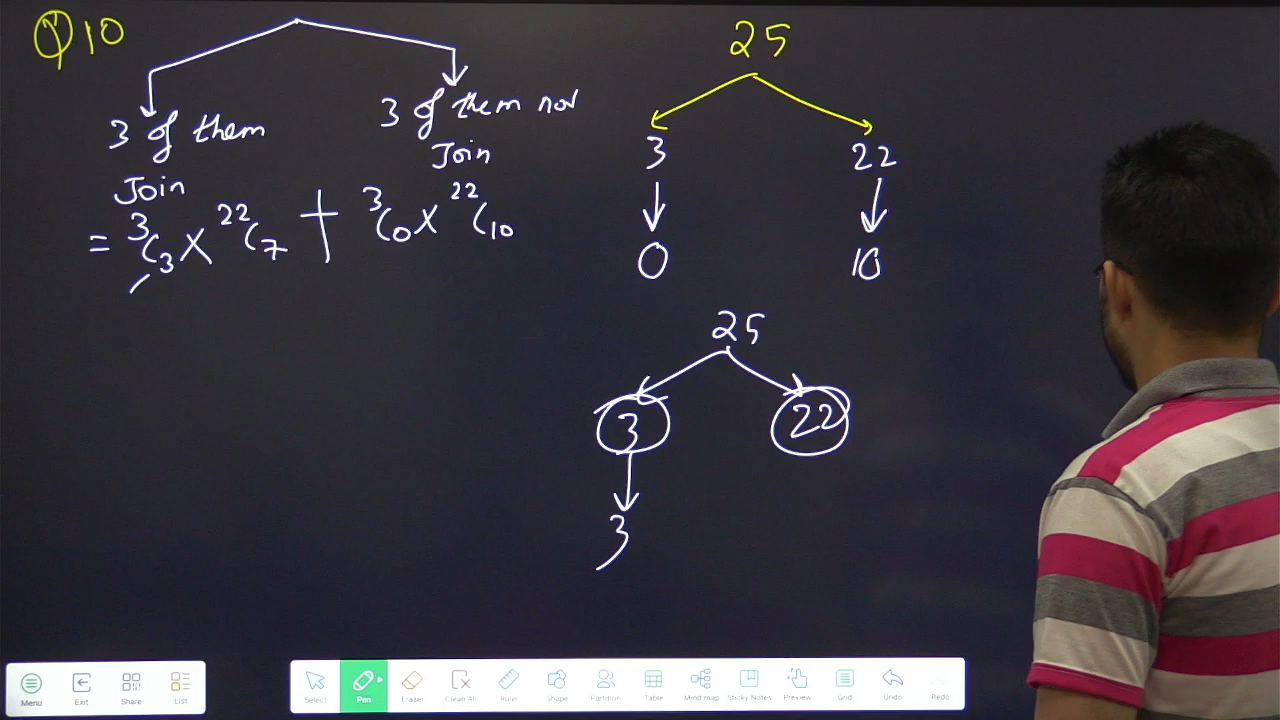 Q10
3 of them
Join
3 of them not
Join
= ³C₃ X ²²C₇ + ³C₀ X ²²C₁₀
25
3 22
0 10
25
3 22
3
Menu Exit Share List
Select Pen Eraser Clean All Ruler Shape Partition Table Mind map Sticky Notes Preview Grid Undo Redo